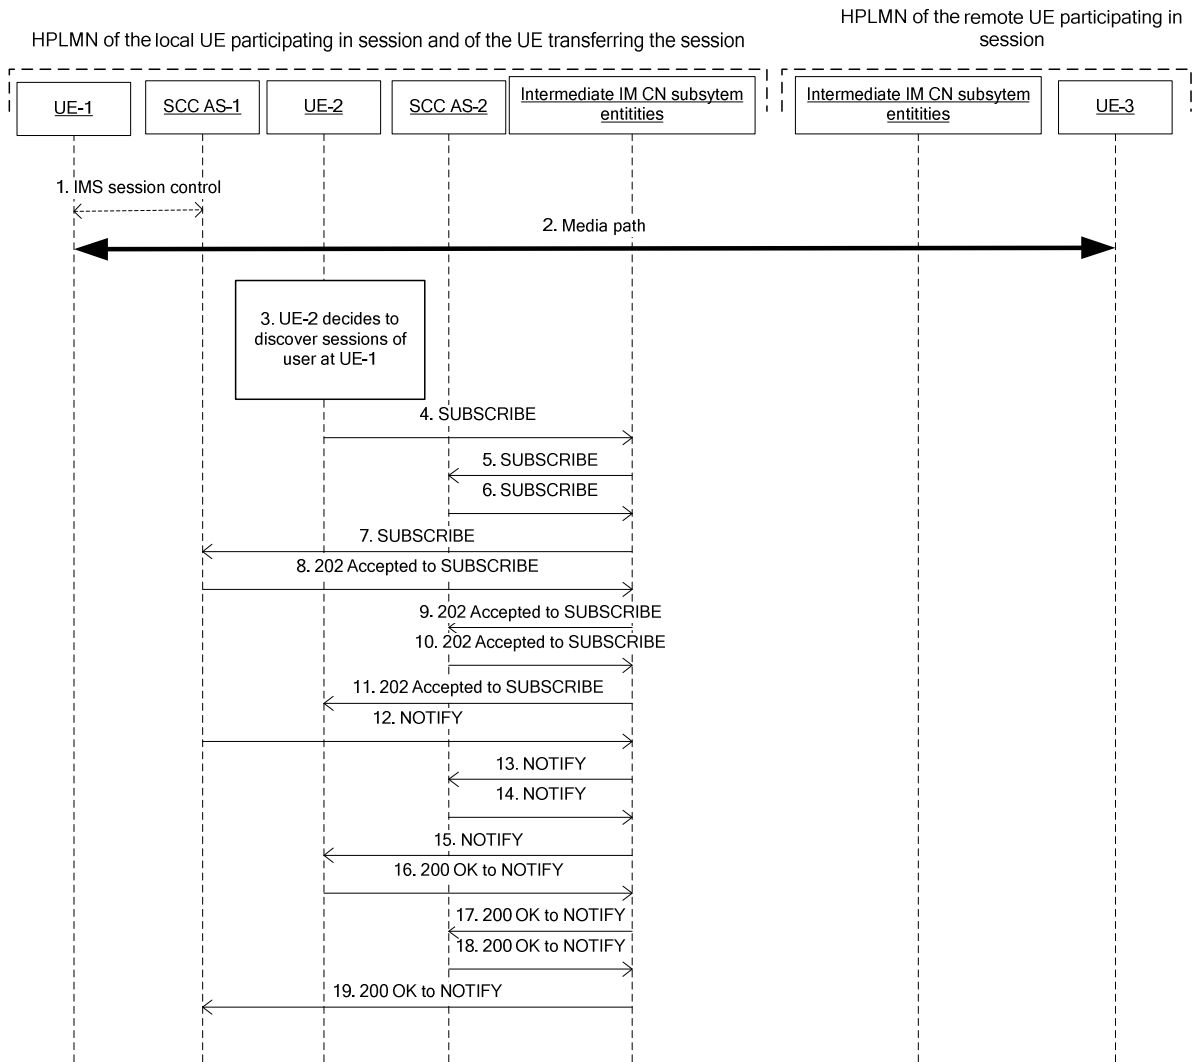 HPLMN of the local UE participating in session and of the UE transferring the session
HPLMN of the remote UE participating in
session
UE-1
SCC AS-1
UE-2
SCC AS-2
Intermediate IM CN subsytem
entitities
Intermediate IM CN subsytem
entitities
UE-3
1. IMS session control
2. Media path
3. UE-2 decides to
discover sessions of
user at UE-1
4. SUBSCRIBE
5. SUBSCRIBE
6. SUBSCRIBE
7. SUBSCRIBE
8. 202 Accepted to SUBSCRIBE
9. 202 Accepted to SUBSCRIBE
10. 202 Accepted to SUBSCRIBE
11. 202 Accepted to SUBSCRIBE
12. NOTIFY
13. NOTIFY
14. NOTIFY
15. NOTIFY
16. 200 OK to NOTIFY
17. 200 OK to NOTIFY
18. 200 OK to NOTIFY
19. 200 OK to NOTIFY